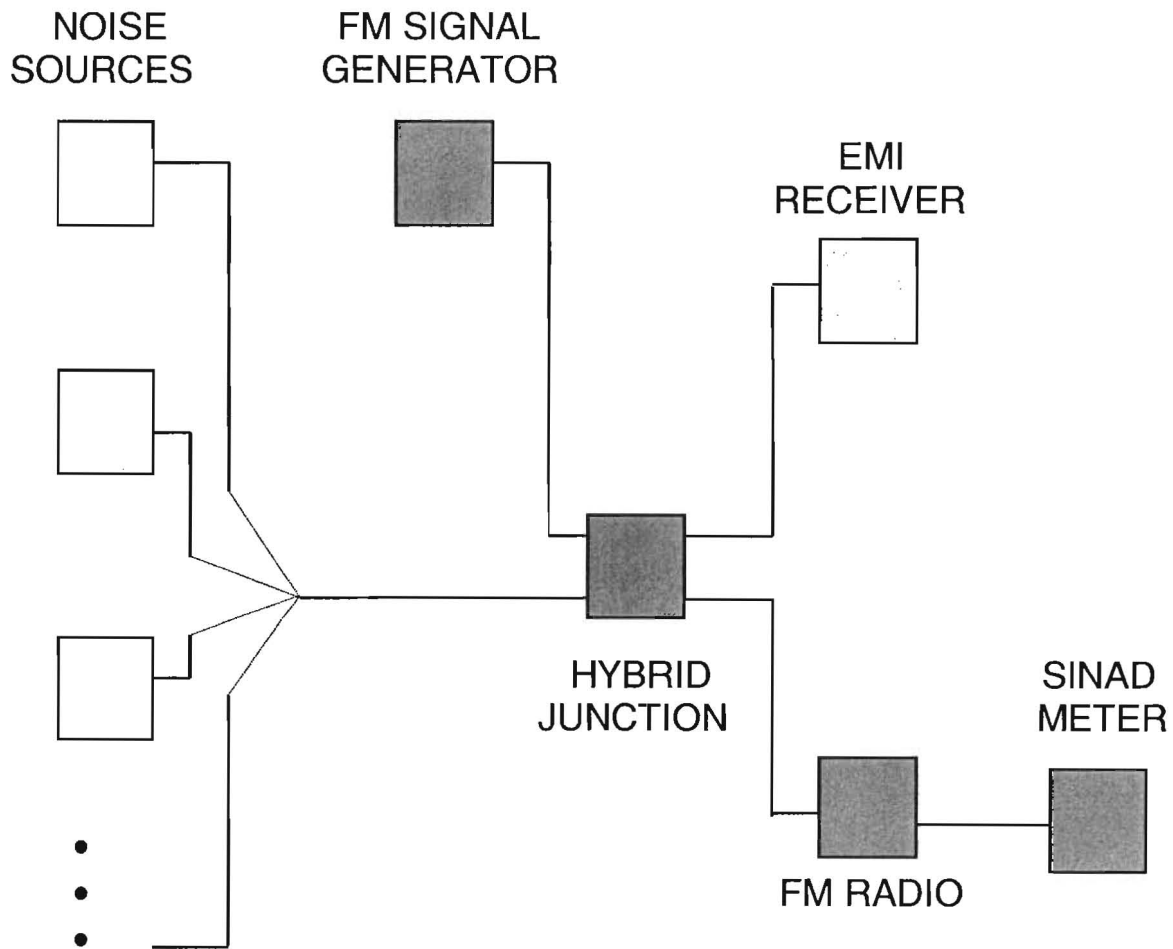 NOISE
SOURCES
FM SIGNAL
GENERATOR
EMI
RECEIVER
HYBRID
JUNCTION
SINAD
METER
FM RADIO